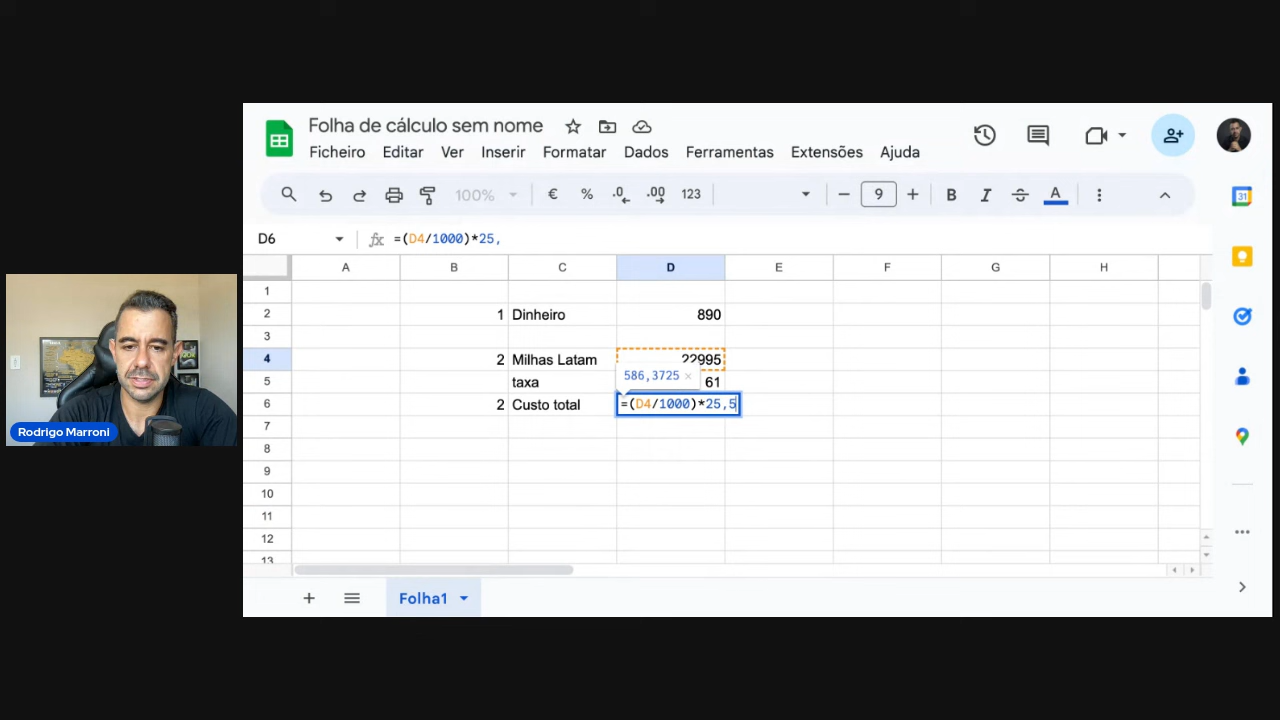 Folha de cálculo sem nome
Ficheiro Editar Ver Inserir Formatar Dados Ferramentas Extensões Ajuda
100% € % .0 .00 123 9 B I A
31
D6 fx =(D4/1000)*25,
A B C D E F G H
1
2 1 Dinheiro 890
3
4 2 Milhas Latam 22995
586,3725 ×
5 taxa 61
6 2 Custo total =(D4/1000)*25,5
7
8
9
10
11
12
13
Folha1
Rodrigo Marroni